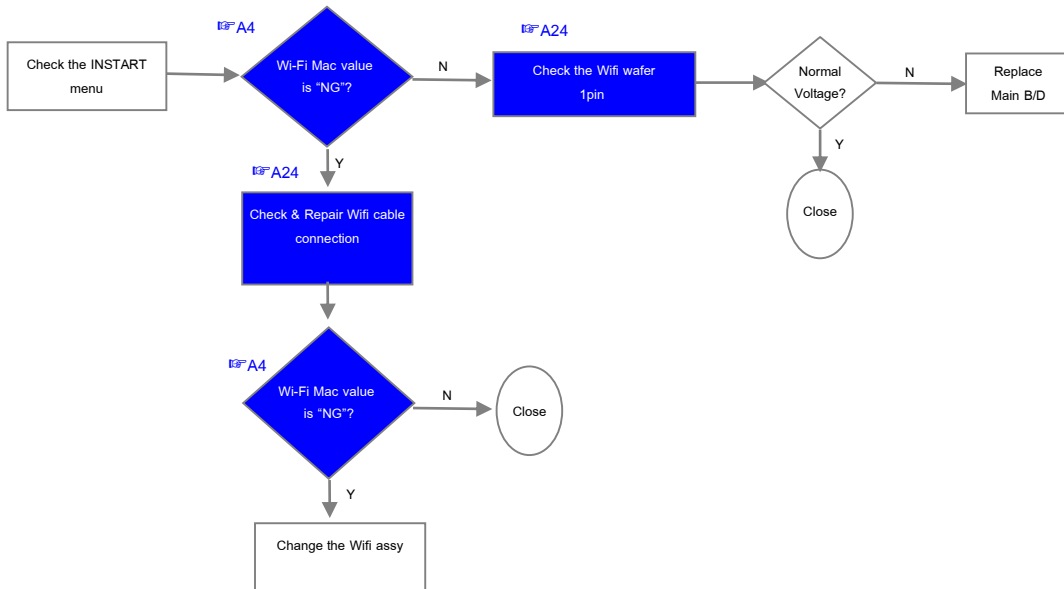 ☞A4
☞A24
Check the INSTART
menu
Wi-Fi Mac value
is “NG”?
N
Check the Wifi wafer
1pin
Normal
Voltage?
N
Replace
Main B/D
Y
☞A24
Y
Check & Repair Wifi cable
connection
Close
☞A4
Wi-Fi Mac value
is “NG”?
N
Close
Y
Change the Wifi assy